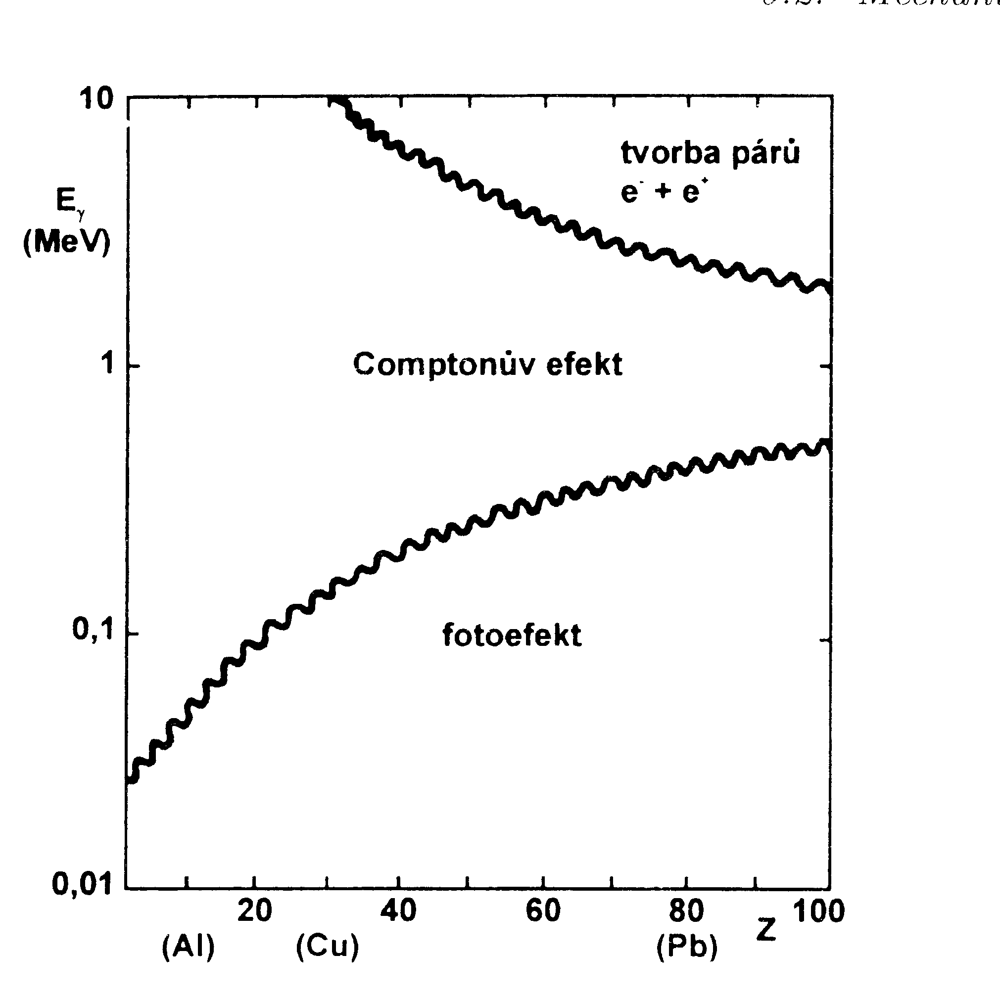 10
tvorba párů
e⁻ + e⁺
Eγ
(MeV)
1
Comptonův efekt
0,1
fotoefekt
0,01
20 40 60 80 100
Z
(Al) (Cu) (Pb)